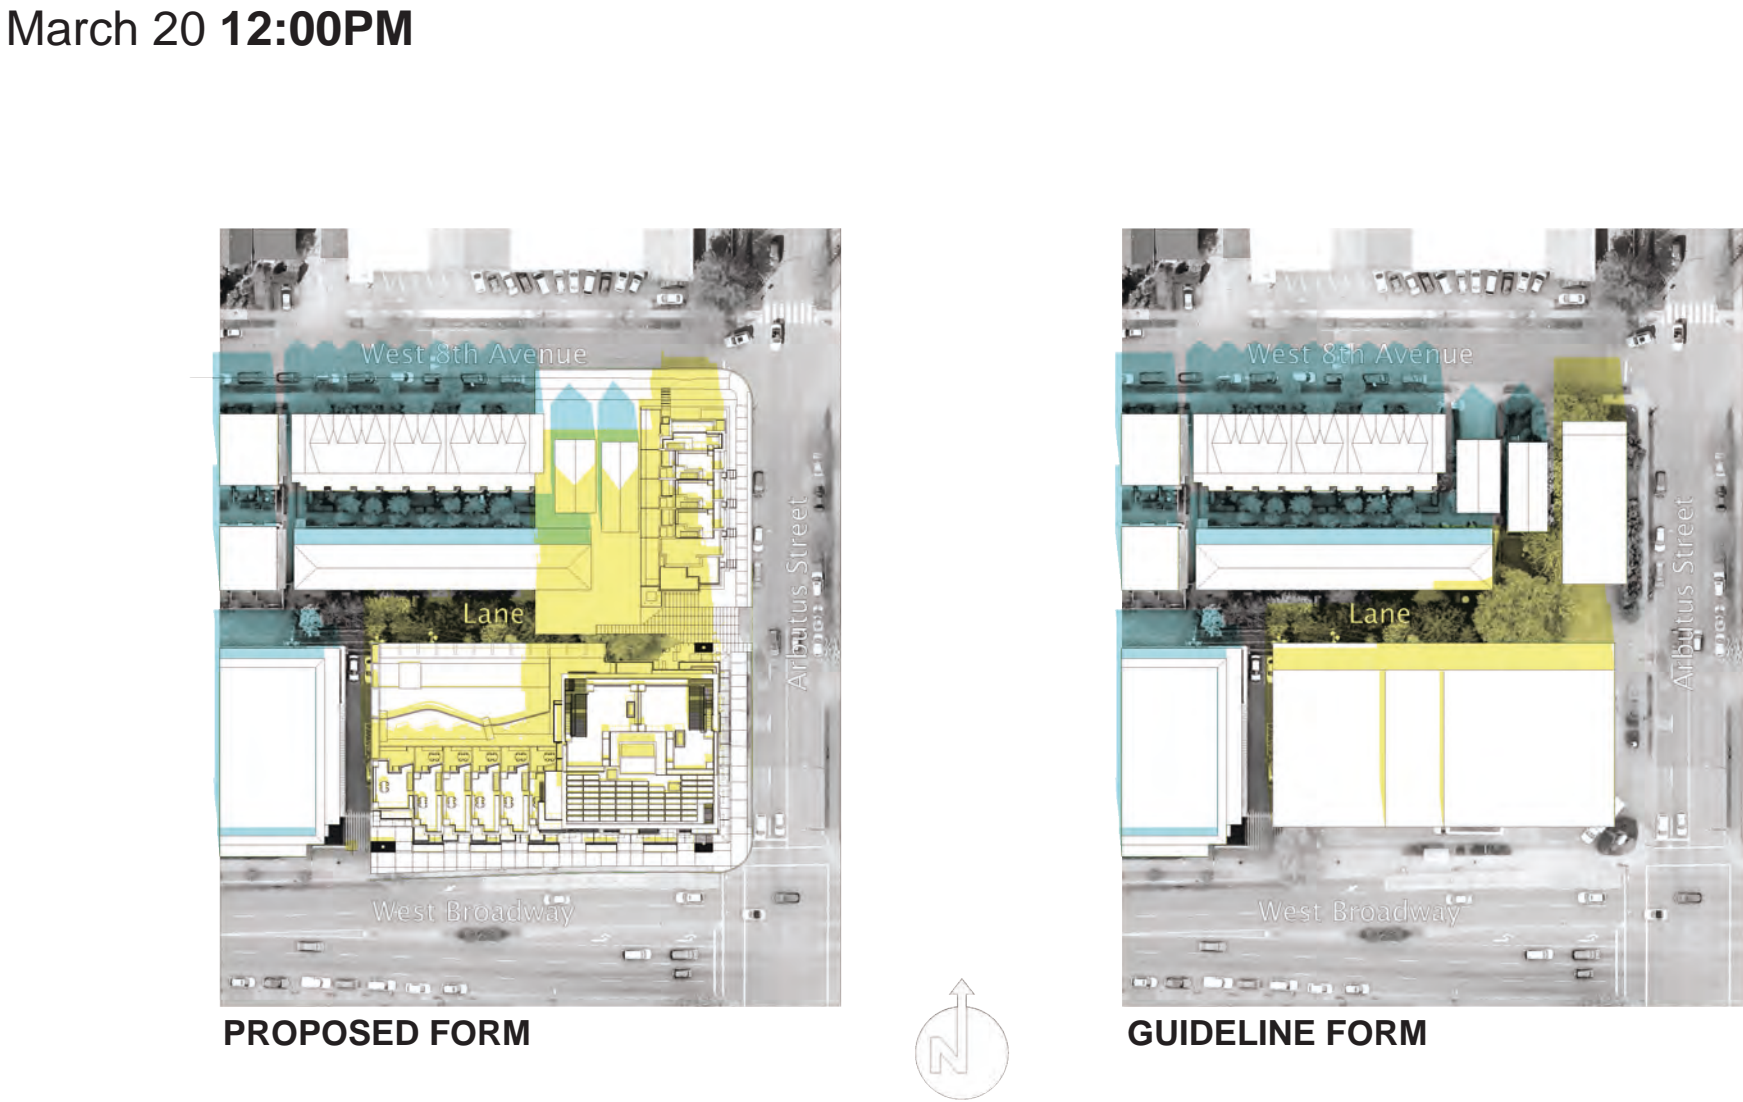 March 20 12:00PM
West 8th Avenue
Lane
Arbutus Street
West Broadway
PROPOSED FORM
N
West 8th Avenue
Lane
Arbutus Street
West Broadway
GUIDELINE FORM